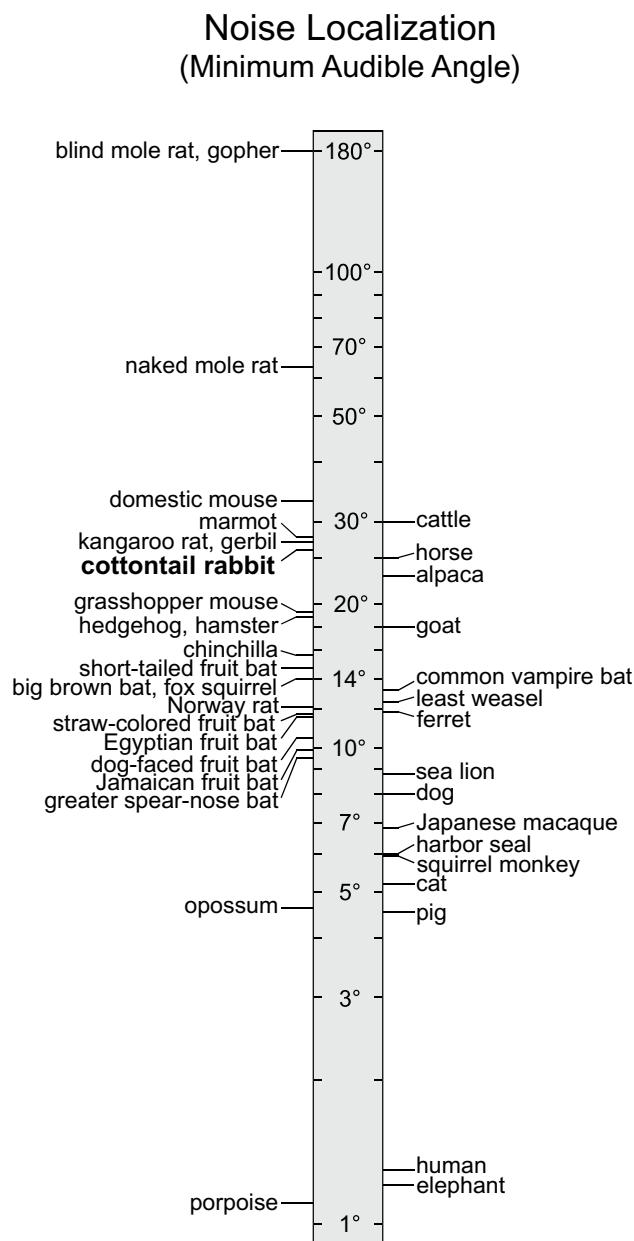 Noise Localization
(Minimum Audible Angle)
blind mole rat, gopher
180°
100°
70°
naked mole rat
50°
domestic mouse
30°
cattle
marmot
kangaroo rat, gerbil
horse
cottontail rabbit
alpaca
grasshopper mouse
20°
hedgehog, hamster
goat
chinchilla
short-tailed fruit bat
14°
common vampire bat
big brown bat, fox squirrel
least weasel
Norway rat
ferret
straw-colored fruit bat
Egyptian fruit bat
10°
dog-faced fruit bat
sea lion
Jamaican fruit bat
dog
greater spear-nose bat
7°
Japanese macaque
harbor seal
squirrel monkey
cat
5°
opossum
pig
3°
human
elephant
porpoise
1°